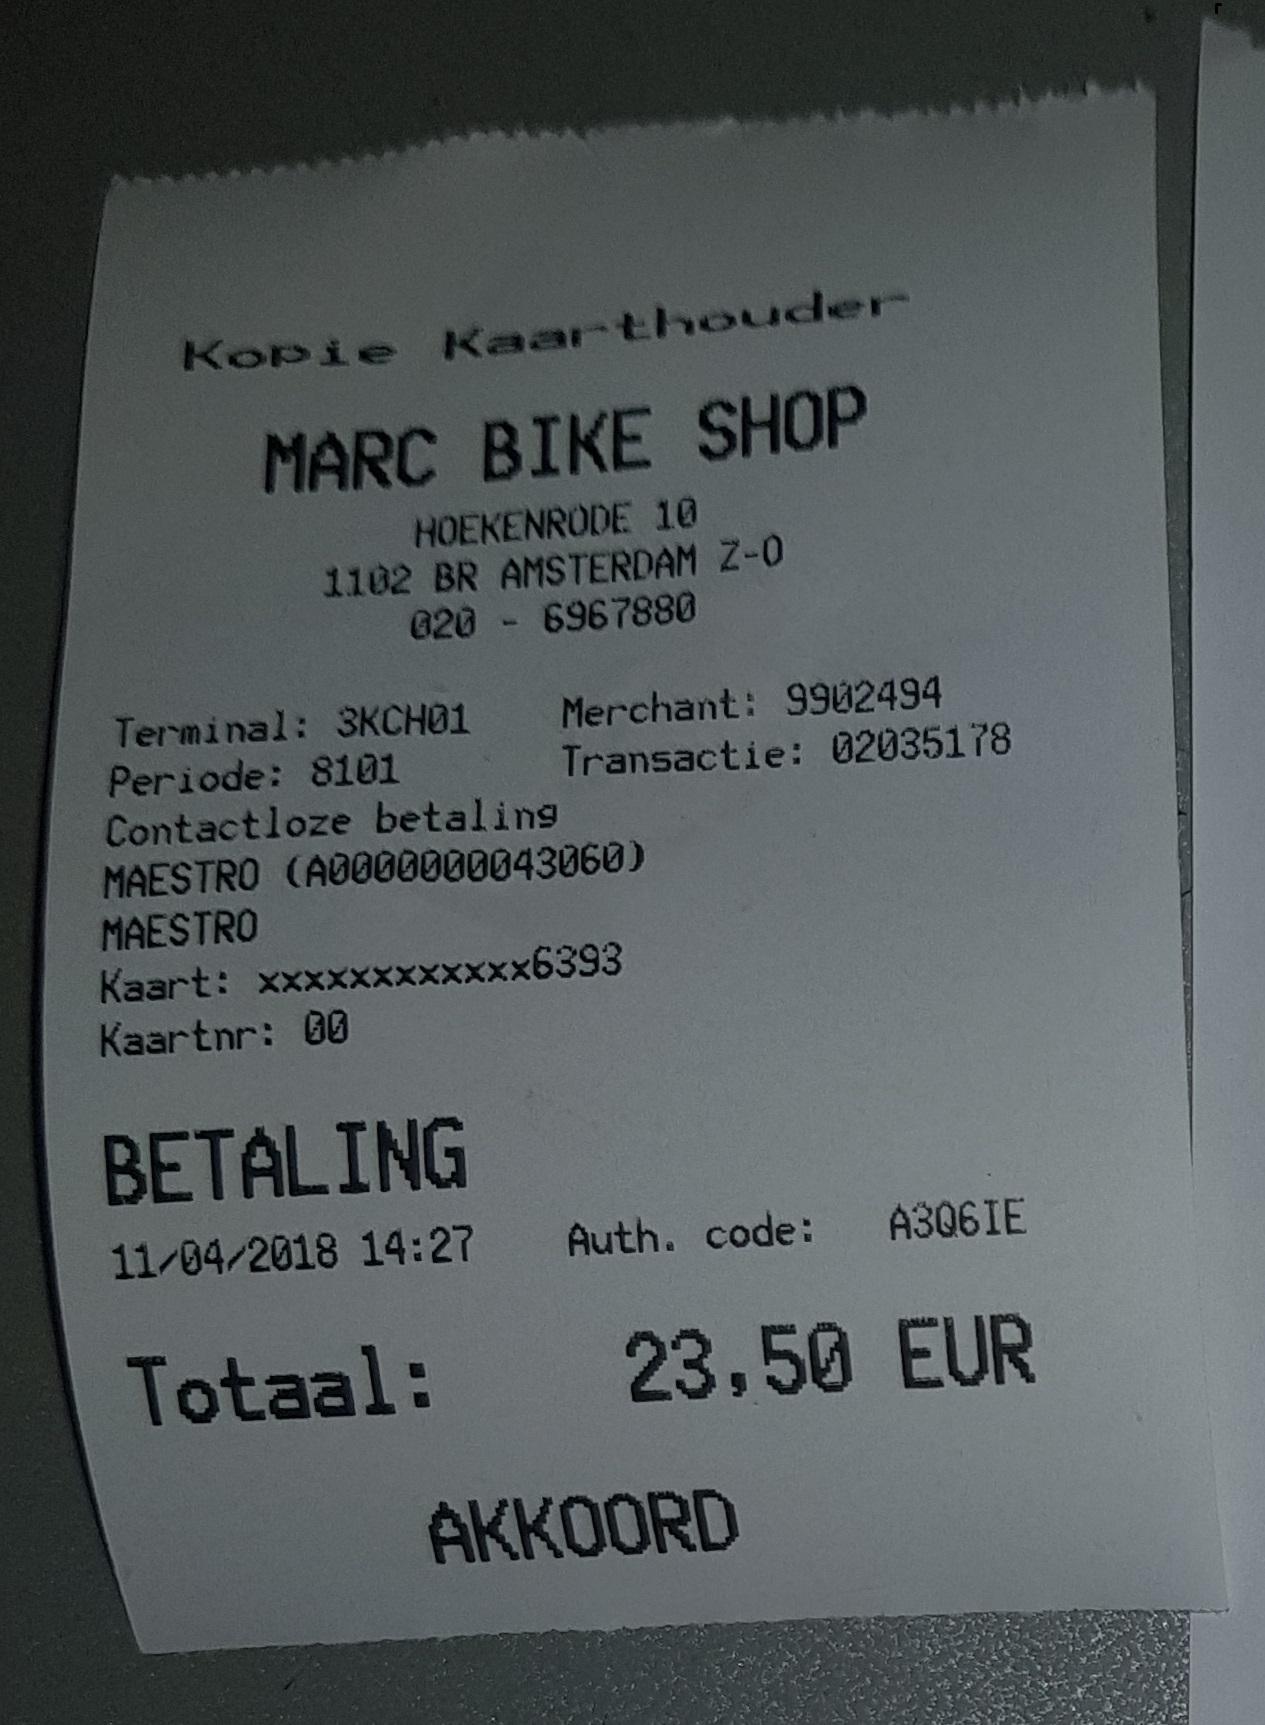 Kopie Kaarthouder
MARC BIKE SHOP
HOEKENRODE 10
1102 BR AMSTERDAM Z-O
020 - 6967880
Terminal: 3KCH01 Merchant: 9902494
Periode: 8101 Transactie: 02035178
Contactloze betaling
MAESTRO (A0000000043060)
MAESTRO
Kaart: xxxxxxxxxxxx6393
Kaartnr: 00
BETALING
11/04/2018 14:27 Auth. code: A3Q6IE
Totaal: 23,50 EUR
AKKOORD